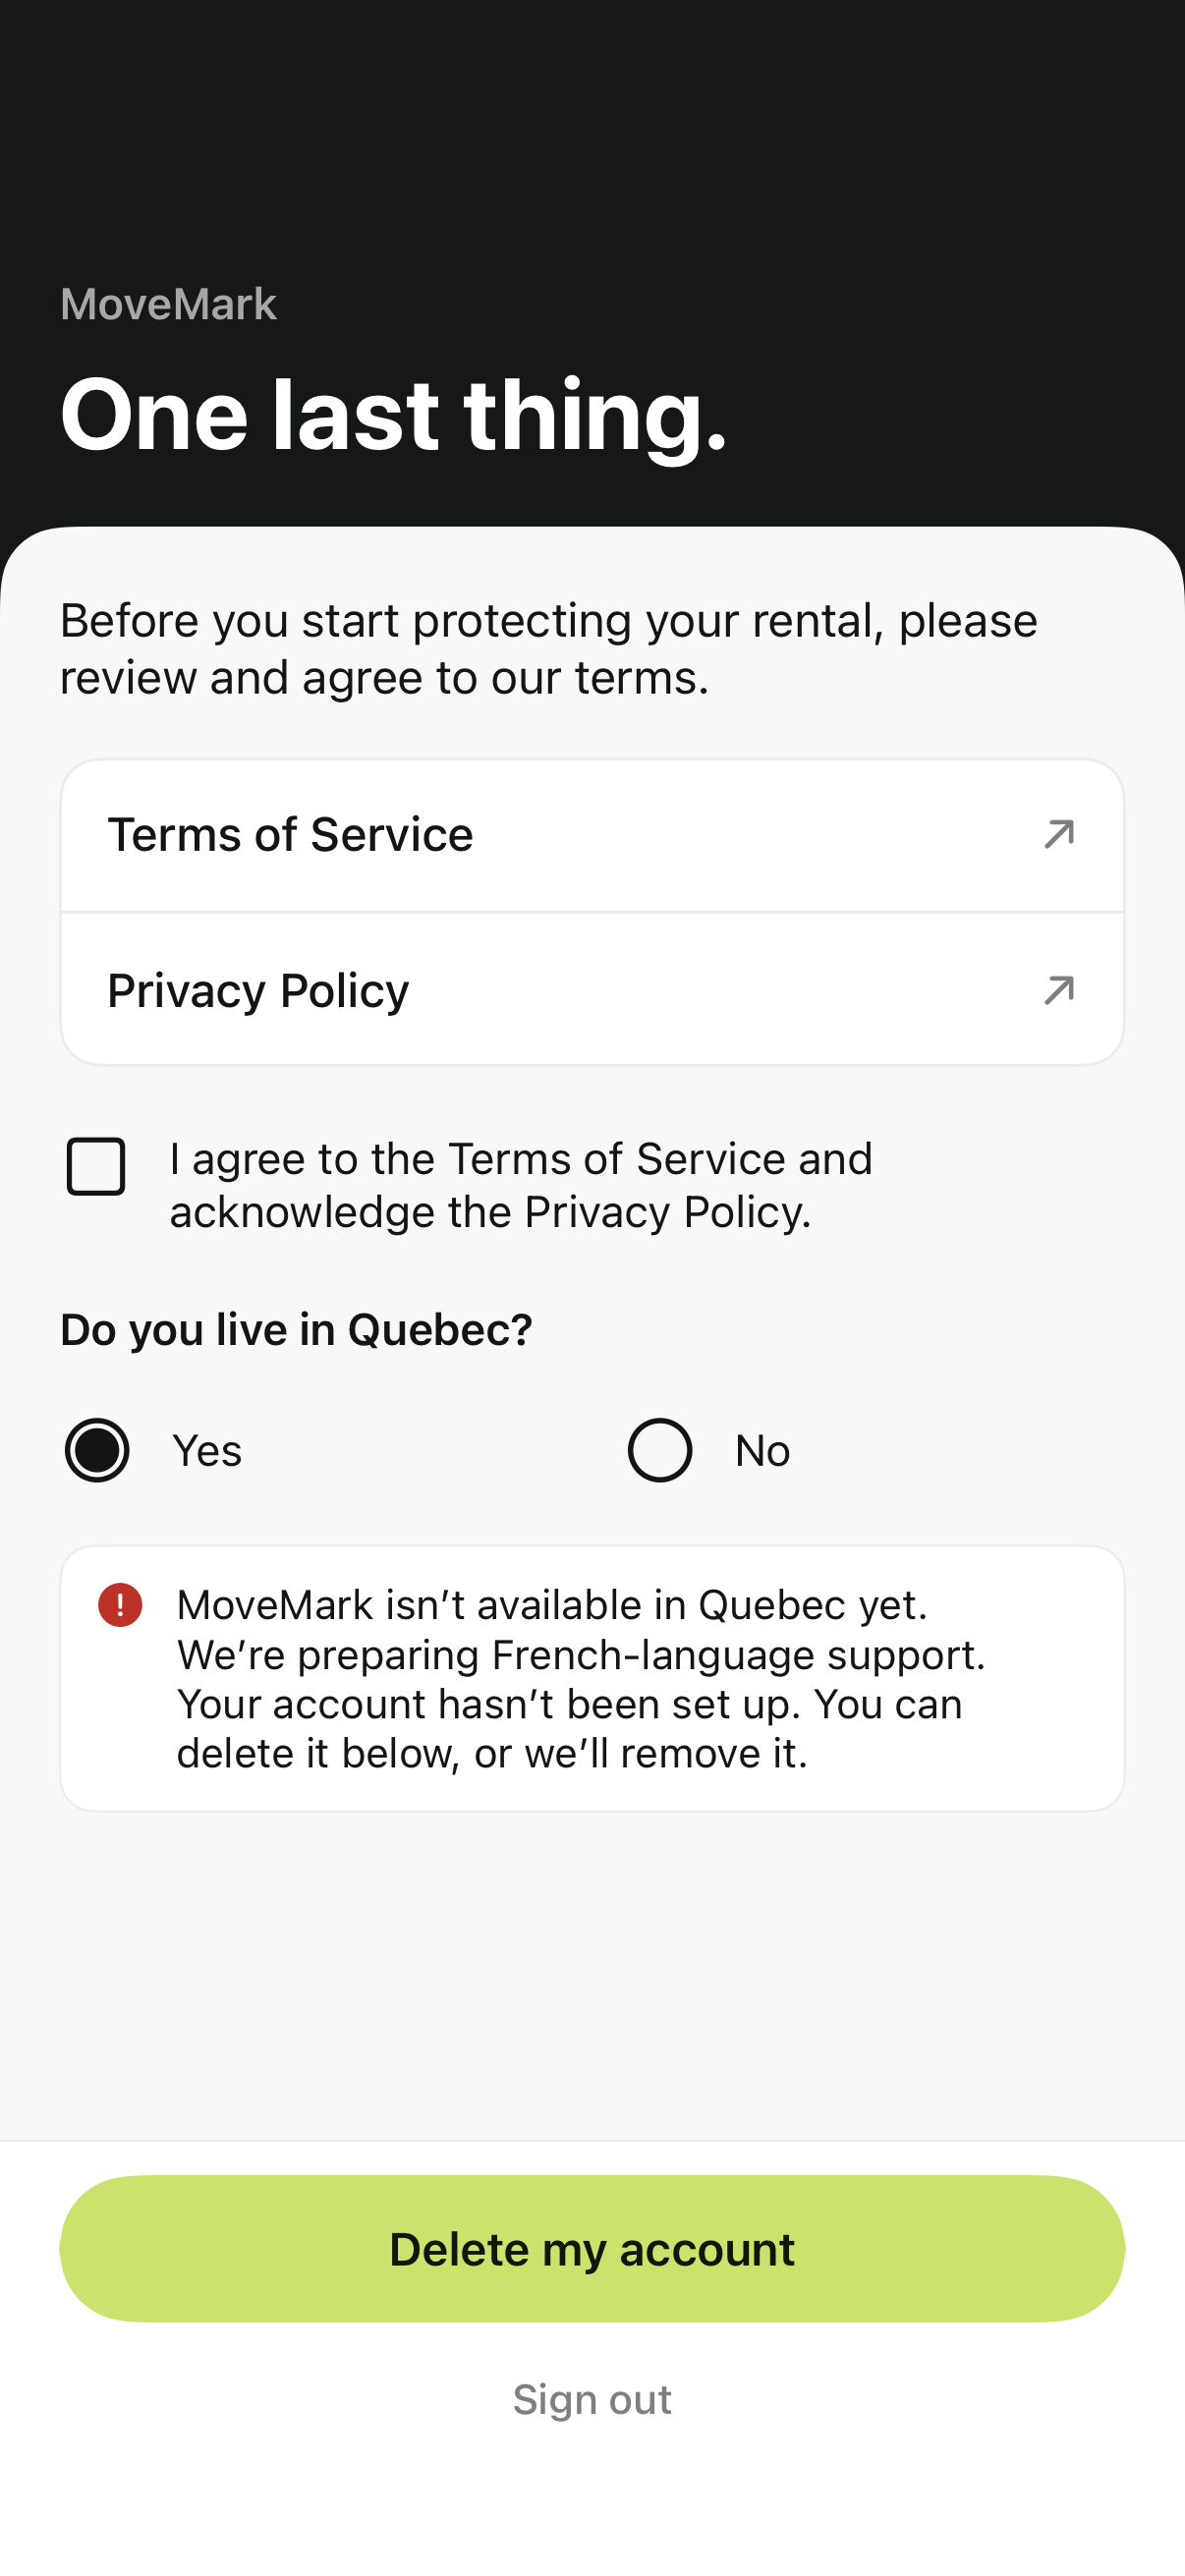 MoveMark
One last thing.
Before you start protecting your rental, please
review and agree to our terms.
Terms of Service
Privacy Policy
I agree to the Terms of Service and
acknowledge the Privacy Policy.
Do you live in Quebec?
Yes
No
MoveMark isn’t available in Quebec yet.
We’re preparing French-language support.
Your account hasn’t been set up. You can
delete it below, or we’ll remove it.
Delete my account
Sign out